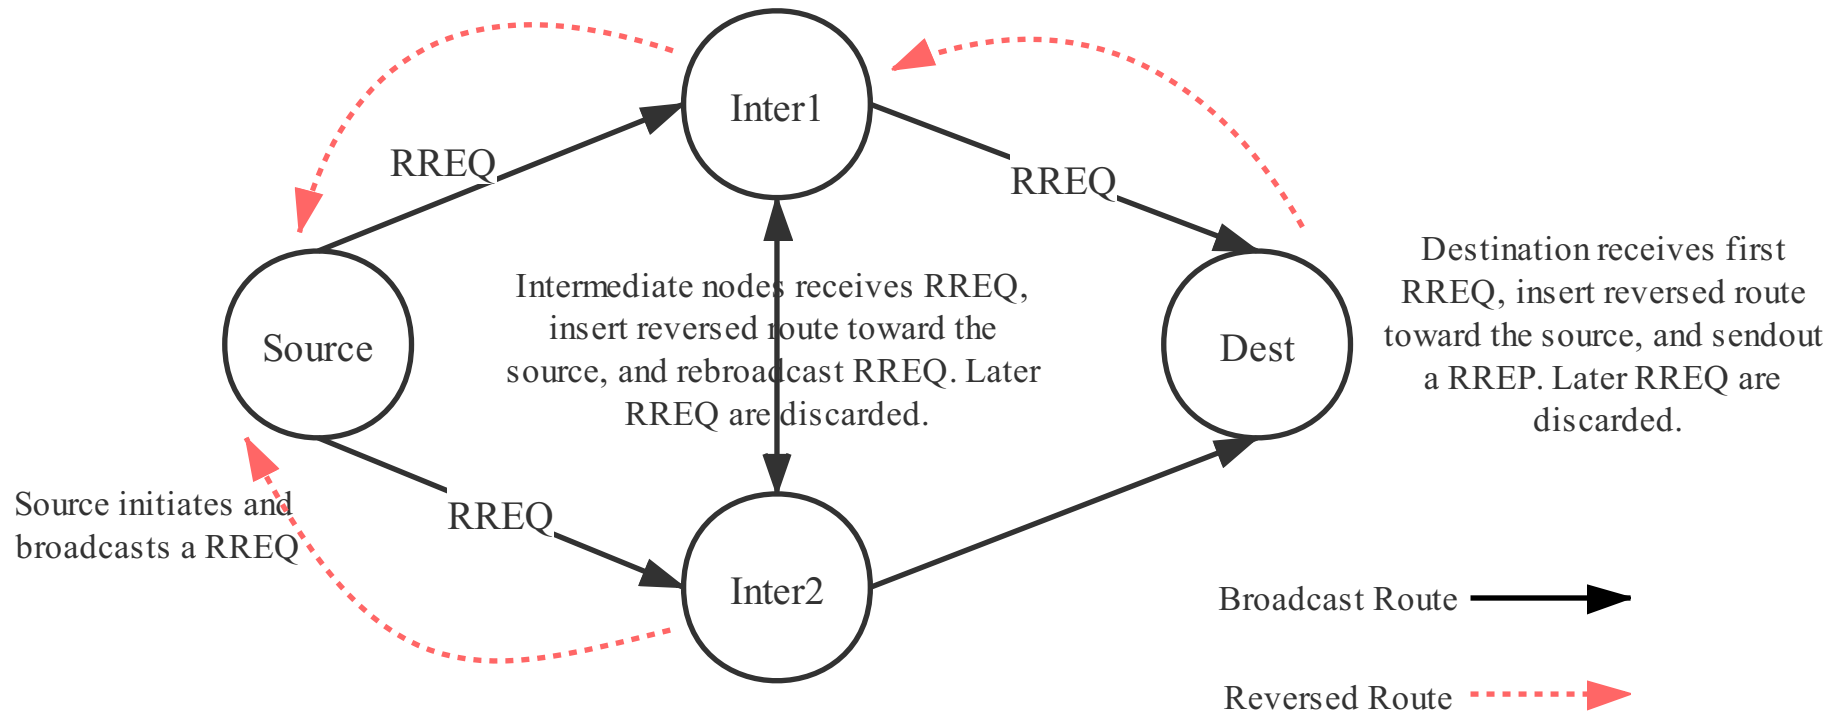 Inter1
RREQ
RREQ
Intermediate nodes receives RREQ,
insert reversed route toward the
source, and rebroadcast RREQ. Later
RREQ are discarded.
Source
Dest
Destination receives first
RREQ, insert reversed route
toward the source, and sendout
a RREP. Later RREQ are
discarded.
Source initiates and
broadcasts a RREQ
RREQ
Inter2
Broadcast Route
Reversed Route